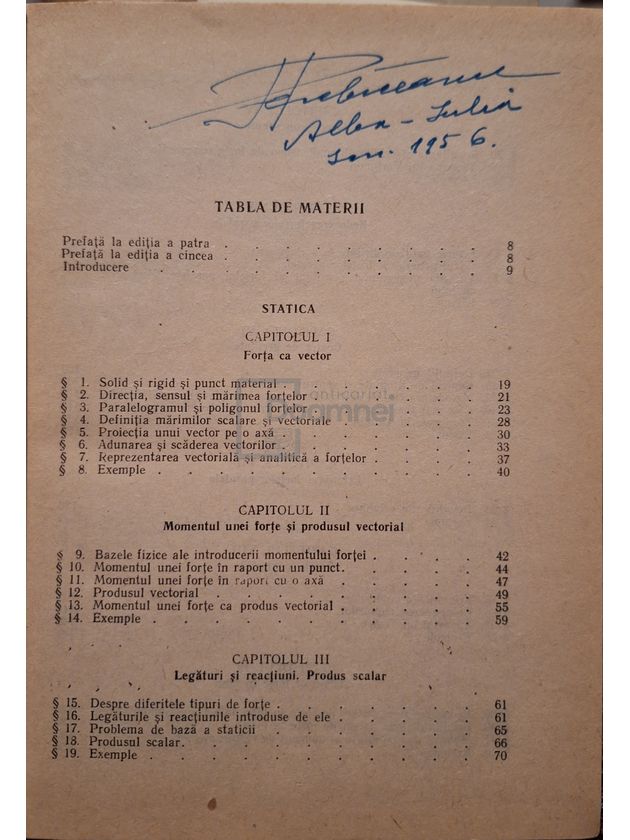 Alba - Iulia
Ian. 1956.
TABLA DE MATERII
Prefață la ediția a patra . . . . . . . . . . 8
Prefață la ediția a cincea . . . . . . . . . . 8
Introducere . . . . . . . . . . 9
STATICA
CAPITOLUL I
Forța ca vector
§ 1. Solid și rigid și punct material . . . . . . . 19
§ 2. Direcția, sensul și mărimea forțelor . . . . . . 21
§ 3. Paralelogramul și poligonul forțelor . . . . . . 23
§ 4. Definiția mărimilor scalare și vectoriale . . . . . 28
§ 5. Proiecția unui vector pe o axă . . . . . . 30
§ 6. Adunarea și scăderea vectorilor . . . . . . 33
§ 7. Reprezentarea vectorială și analitică a forțelor . . . . 37
§ 8. Exemple . . . . . . . . . . 40
anticariat
CAPITOLUL II
Momentul unei forțe și produsul vectorial
§ 9. Bazele fizice ale introducerii momentului forței . . . . 42
§ 10. Momentul unei forțe în raport cu un punct. . . . . 44
§ 11. Momentul unei forțe în raport cu o axă . . . . . 47
§ 12. Produsul vectorial . . . . . . . . 49
§ 13. Momentul unei forțe ca produs vectorial . . . . . 55
§ 14. Exemple . . . . . . . . . . 59
CAPITOLUL III
Legături și reacțiuni. Produs scalar
§ 15. Despre diferitele tipuri de forțe . . . . . . . 61
§ 16. Legăturile și reacțiunile introduse de ele . . . . . 61
§ 17. Problema de bază a staticii . . . . . . . 65
§ 18. Produsul scalar. . . . . . . . . 66
§ 19. Exemple . . . . . . . . . . 70